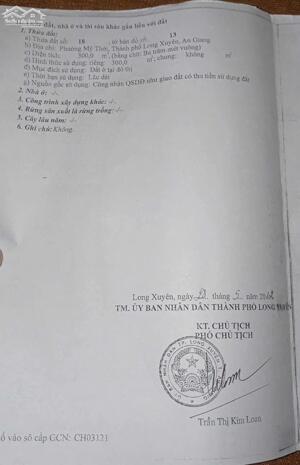 đất, nhà ở và tài sản khác gắn liền với đất
1. Thửa đất:
a) Thửa đất số: 18 tờ bản đồ số: 13
b) Địa chỉ: Phường Mỹ Thới, Thành phố Long Xuyên, An Giang
c) Diện tích: 300,0 m², (bằng chữ: Ba trăm mét vuông)
d) Hình thức sử dụng: riêng: 300,0 m²; chung: Không m²
đ) Mục đích sử dụng: Đất ở tại đô thị
e) Thời hạn sử dụng: Lâu dài
g) Nguồn gốc sử dụng: Công nhận QSDĐ như giao đất có thu tiền sử dụng đất
2. Nhà ở: -/-
3. Công trình xây dựng khác: -/-
4. Rừng sản xuất là rừng trồng: -/-
5. Cây lâu năm: -/-
6. Ghi chú: Không.
Long Xuyên, ngày tháng 5 năm
TM. ỦY BAN NHÂN DÂN THÀNH PHỐ LONG XUYÊN
KT. CHỦ TỊCH
PHÓ CHỦ TỊCH
Trần Thị Kim Loan
ố vào sổ cấp GCN: CH03121